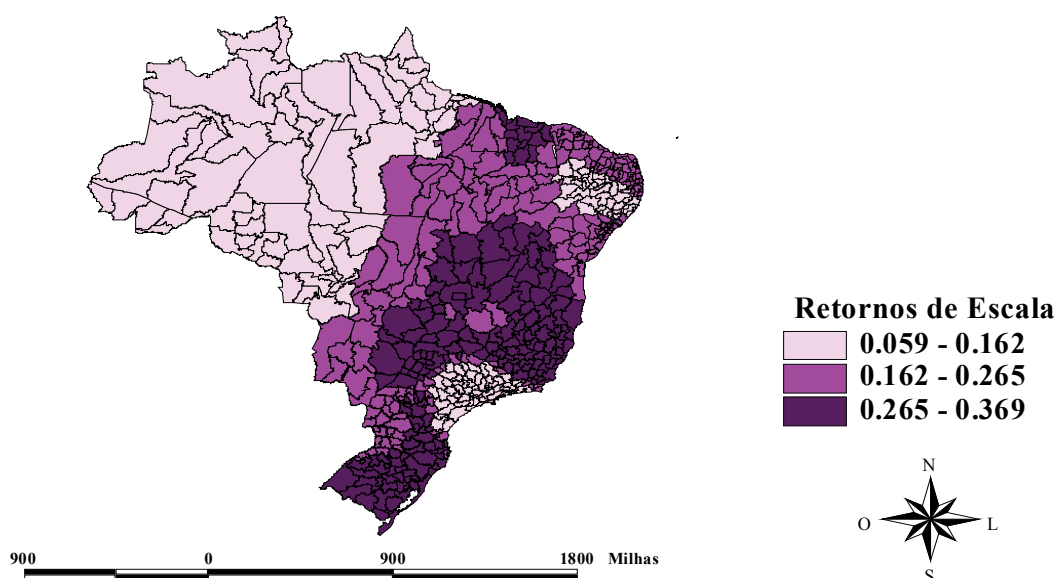 Retornos de Escala
0.059 - 0.162
0.162 - 0.265
0.265 - 0.369
N
O L
S
900 0 900 1800 Milhas